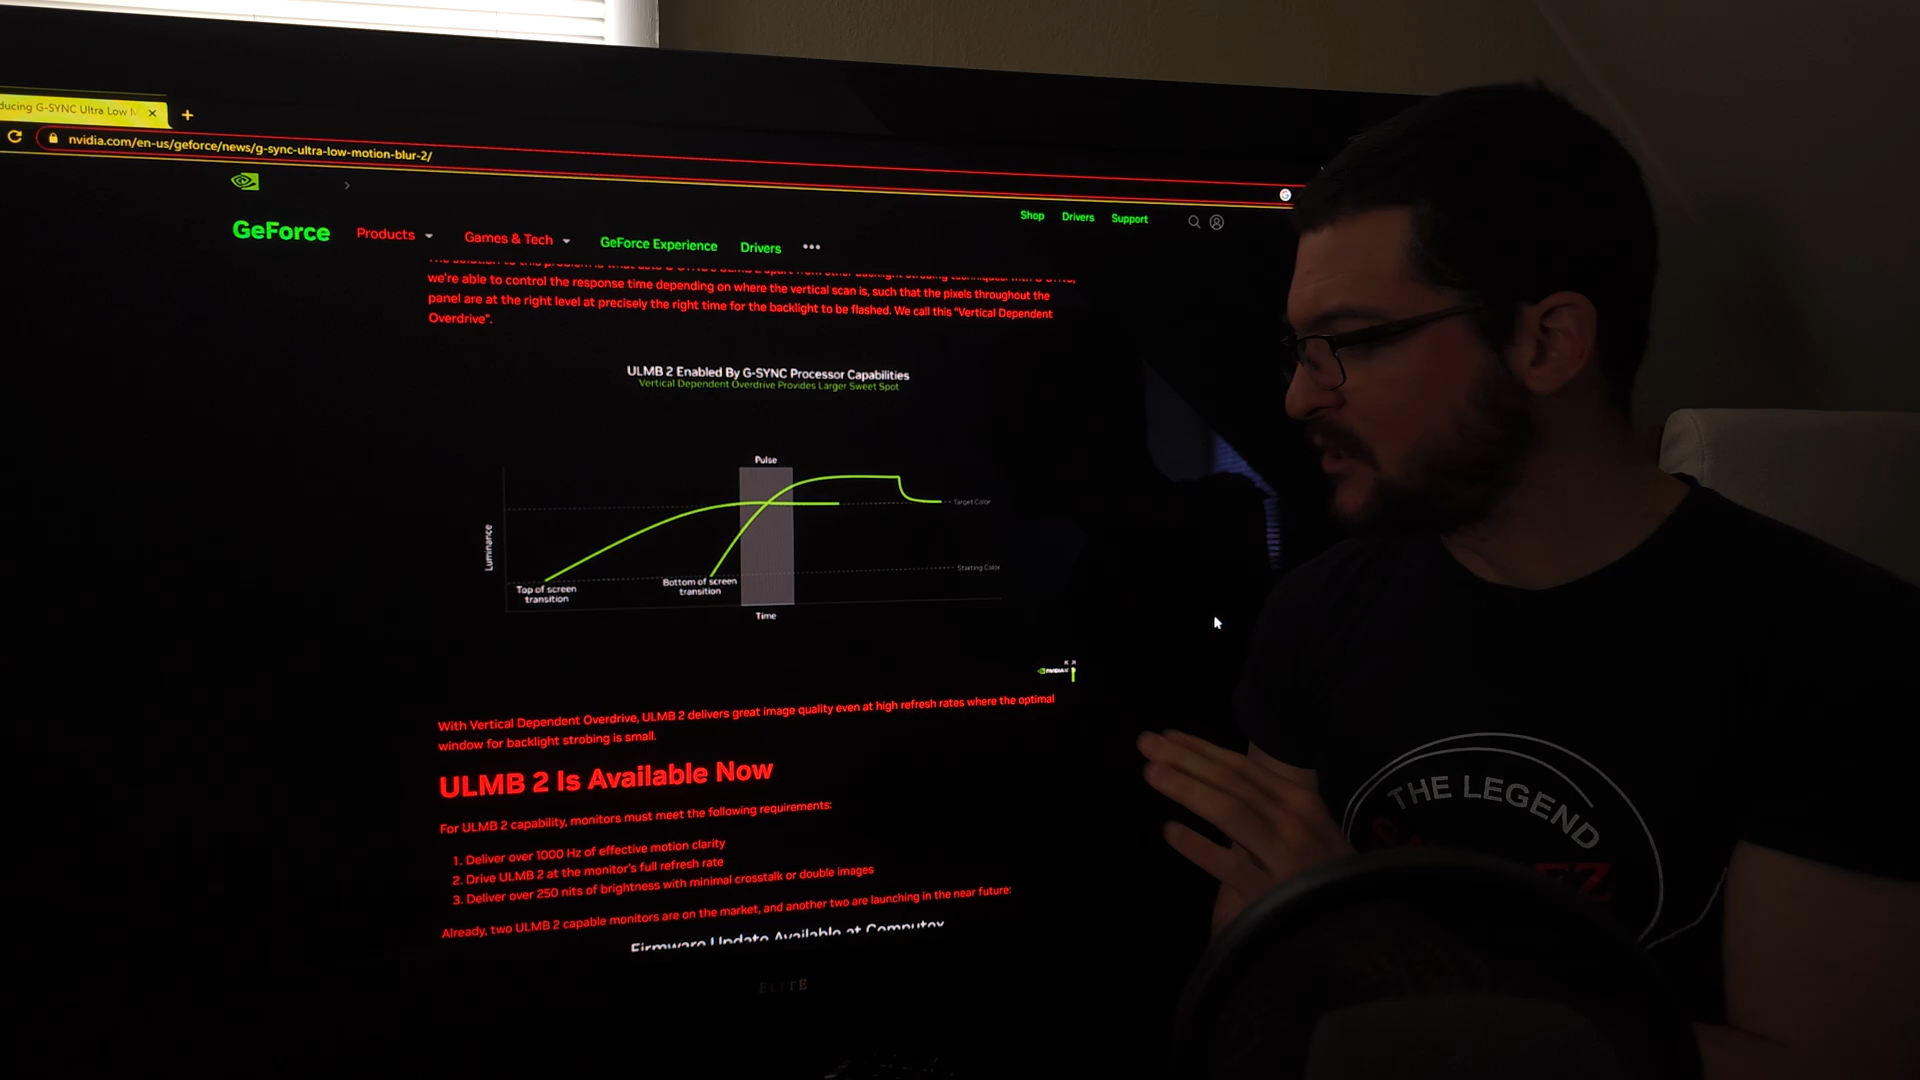 ducing G-SYNC Ultra Low
nvidia.com/en-us/geforce/news/g-sync-ultra-low-motion-blur-2/
Shop Drivers Support
GeForce Products Games & Tech GeForce Experience Drivers
we're able to control the response time depending on where the vertical scan is, such that the pixels throughout the
panel are at the right level at precisely the right time for the backlight to be flashed. We call this "Vertical Dependent
Overdrive".
ULMB 2 Enabled By G-SYNC Processor Capabilities
Vertical Dependent Overdrive Provides Larger Sweet Spot
Pulse
Target Color
Luminance
Starting Color
Top of screen
transition
Bottom of screen
transition
Time
NVIDIA
With Vertical Dependent Overdrive, ULMB 2 delivers great image quality even at high refresh rates where the optimal
window for backlight strobing is small.
ULMB 2 Is Available Now
For ULMB 2 capability, monitors must meet the following requirements:
1. Deliver over 1000 Hz of effective motion clarity
2. Drive ULMB 2 at the monitor's full refresh rate
3. Deliver over 250 nits of brightness with minimal crosstalk or double images
Already, two ULMB 2 capable monitors are on the market, and another two are launching in the near future:
Firmware Update Available at Computex
ELITE
THE LEGEND